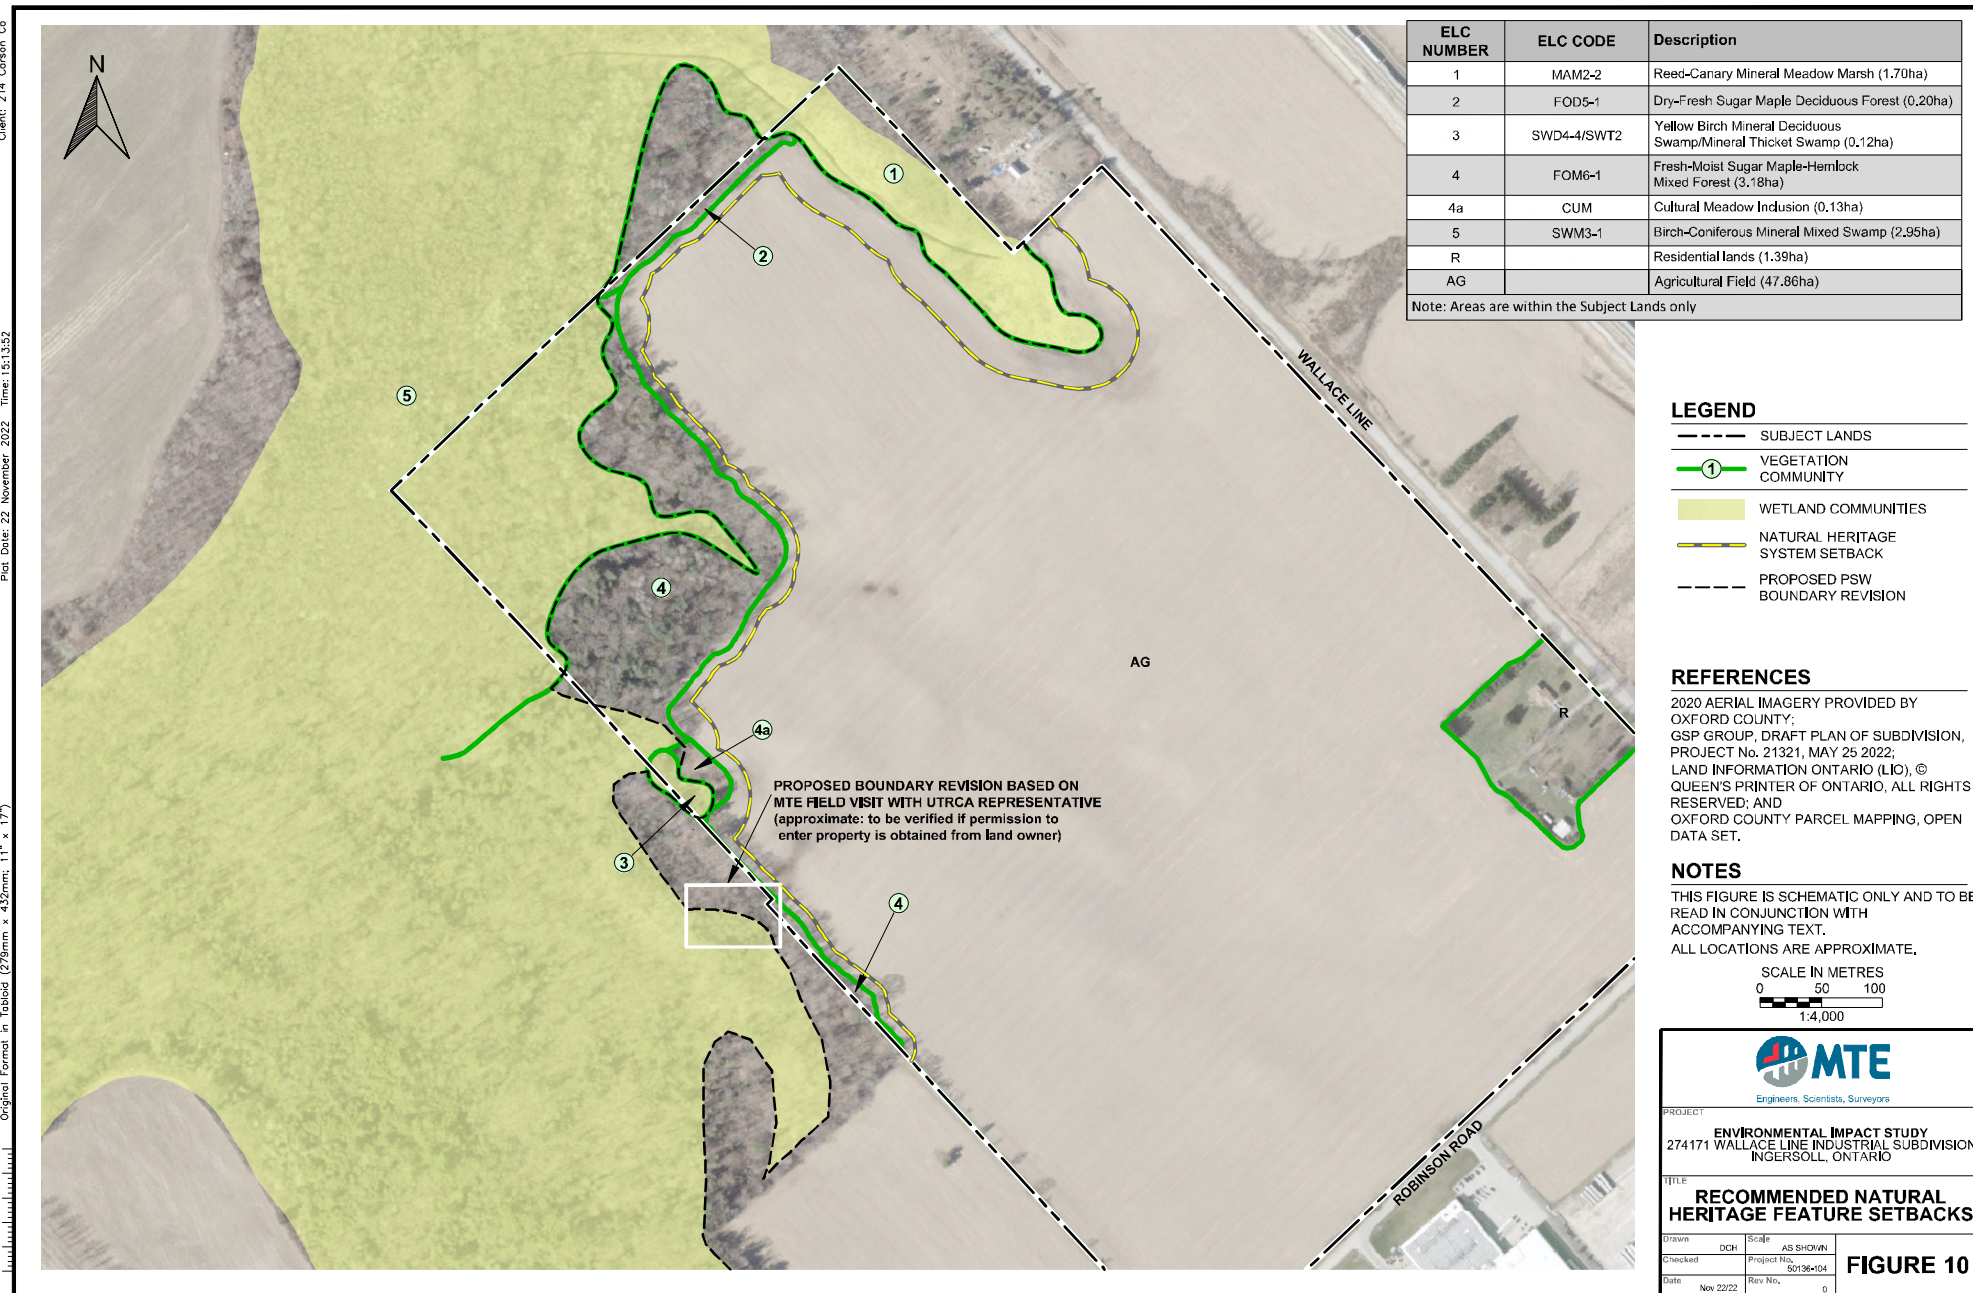 Client: 214 Carson Co
Plot Date: 22 November 2022 Time: 15:13:52
Original Format in Tabloid (279mm x 432mm; 11" x 17")
N
1
2
5
4
4a
3
4
AG
R
WALLACE LINE
ROBINSON ROAD
PROPOSED BOUNDARY REVISION BASED ON
MTE FIELD VISIT WITH UTRCA REPRESENTATIVE
(approximate: to be verified if permission to
enter property is obtained from land owner)
ELC NUMBER ELC CODE Description
1 MAM2-2 Reed-Canary Mineral Meadow Marsh (1.70ha)
2 FOD5-1 Dry-Fresh Sugar Maple Deciduous Forest (0.20ha)
3 SWD4-4/SWT2 Yellow Birch Mineral Deciduous
Swamp/Mineral Thicket Swamp (0.12ha)
4 FOM6-1 Fresh-Moist Sugar Maple-Hemlock
Mixed Forest (3.18ha)
4a CUM Cultural Meadow Inclusion (0.13ha)
5 SWM3-1 Birch-Coniferous Mineral Mixed Swamp (2.95ha)
R Residential lands (1.39ha)
AG Agricultural Field (47.86ha)
Note: Areas are within the Subject Lands only
LEGEND
SUBJECT LANDS
1 VEGETATION
COMMUNITY
WETLAND COMMUNITIES
NATURAL HERITAGE
SYSTEM SETBACK
PROPOSED PSW
BOUNDARY REVISION
REFERENCES
2020 AERIAL IMAGERY PROVIDED BY
OXFORD COUNTY;
GSP GROUP, DRAFT PLAN OF SUBDIVISION,
PROJECT No. 21321, MAY 25 2022;
LAND INFORMATION ONTARIO (LIO), ©
QUEEN'S PRINTER OF ONTARIO, ALL RIGHTS
RESERVED; AND
OXFORD COUNTY PARCEL MAPPING, OPEN
DATA SET.
NOTES
THIS FIGURE IS SCHEMATIC ONLY AND TO BE
READ IN CONJUNCTION WITH
ACCOMPANYING TEXT.
ALL LOCATIONS ARE APPROXIMATE.
SCALE IN METRES
0 50 100
1:4,000
MTE
Engineers, Scientists, Surveyors
PROJECT
ENVIRONMENTAL IMPACT STUDY
274171 WALLACE LINE INDUSTRIAL SUBDIVISION
INGERSOLL, ONTARIO
TITLE
RECOMMENDED NATURAL
HERITAGE FEATURE SETBACKS
Drawn DCH Scale AS SHOWN
Checked Project No. 50136-104
Date Nov 22/22 Rev No. 0
FIGURE 10